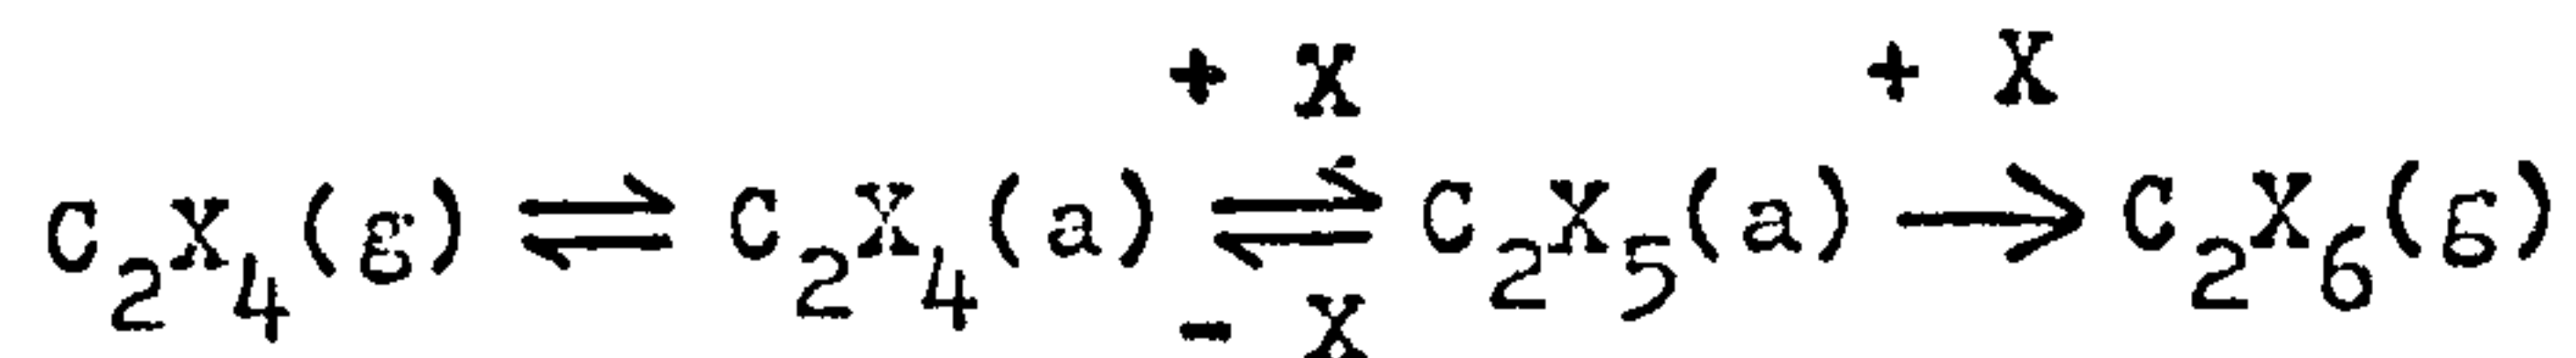 + X + X
C₂X₄(g) ⇌ C₂X₄(a) ⇌ C₂X₅(a) → C₂X₆(g)
- X